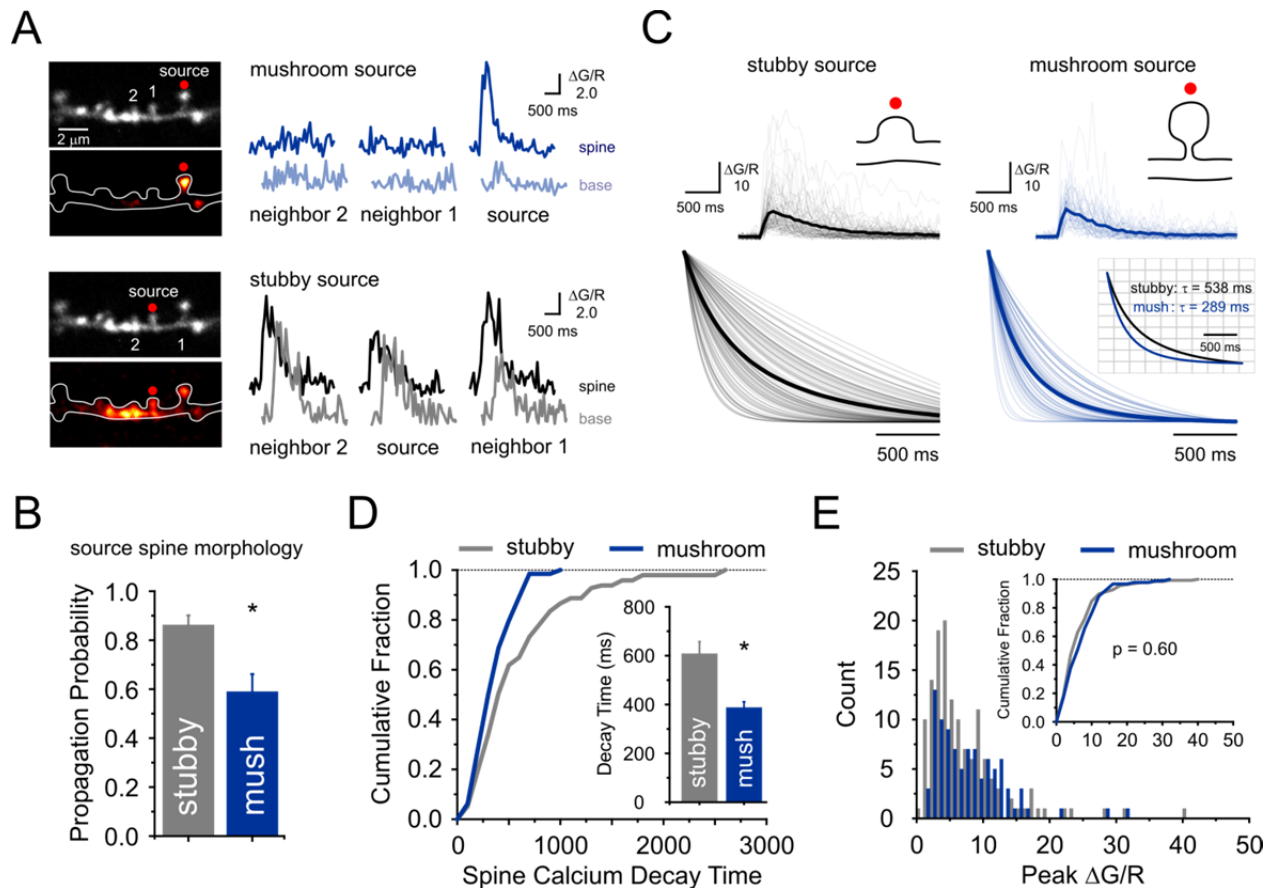 A
source
2 1
2 μm
mushroom source
ΔG/R
2.0
500 ms
spine
base
neighbor 2 neighbor 1 source
source
2 1
stubby source
ΔG/R
2.0
500 ms
spine
base
neighbor 2 source neighbor 1
B
source spine morphology
Propagation Probability
1.0
0.8
0.6
0.4
0.2
0.0
*
stubby
mush
C
stubby source
ΔG/R
10
500 ms
500 ms
mushroom source
ΔG/R
10
500 ms
stubby: τ = 538 ms
mush: τ = 289 ms
500 ms
500 ms
D
stubby mushroom
Cumulative Fraction
1.0
0.8
0.6
0.4
0.2
0.0
0 1000 2000 3000
Spine Calcium Decay Time
Decay Time (ms)
800
600
400
200
0
*
stubby
mush
E
stubby mushroom
Count
25
20
15
10
5
0
0 10 20 30 40 50
Peak ΔG/R
Cumulative Fraction
1.0
0.8
0.6
0.4
0.2
0.0
0 10 20 30 40 50
p = 0.60